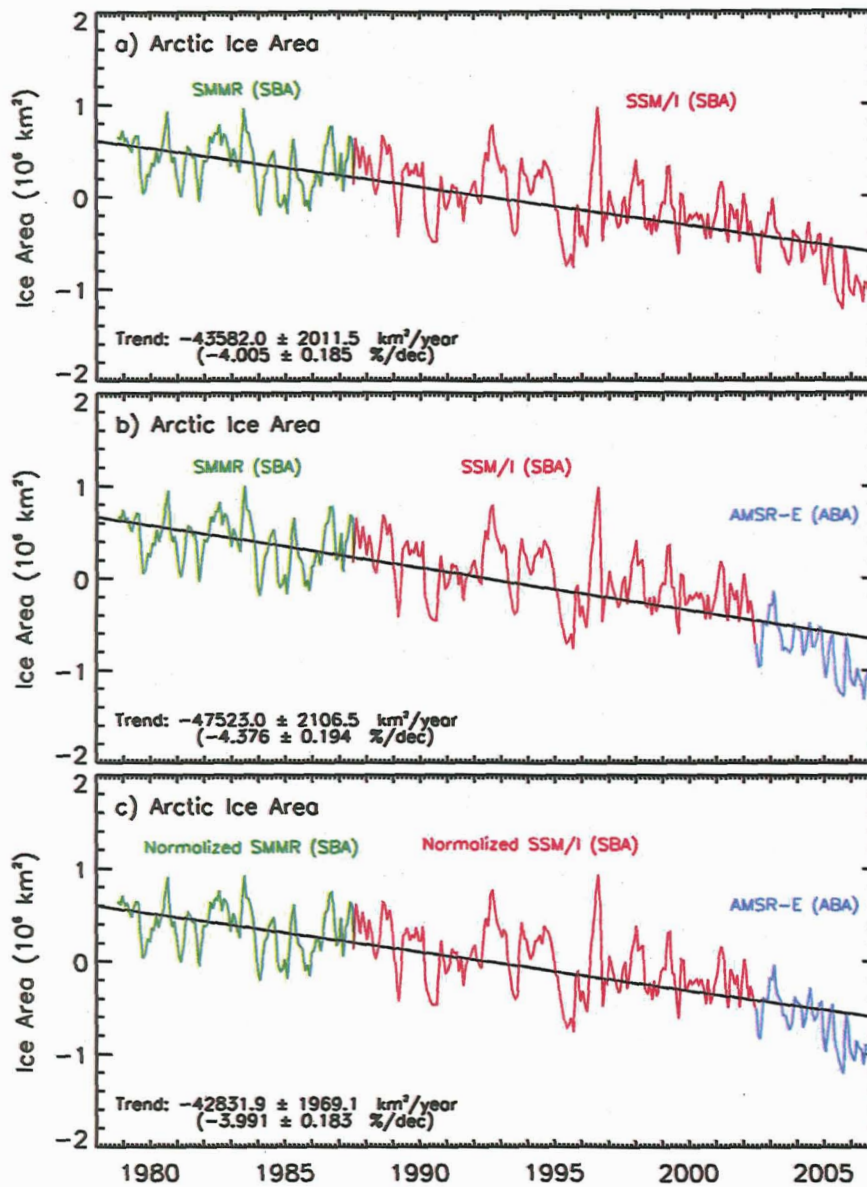 a) Arctic Ice Area
SMMR (SBA)
SSM/I (SBA)
2
1
0
−1
−2
Ice Area (10⁶ km²)
Trend: −43582.0 ± 2011.5 km²/year
(−4.005 ± 0.185 %/dec)
b) Arctic Ice Area
SMMR (SBA)
SSM/I (SBA)
AMSR−E (ABA)
2
1
0
−1
−2
Ice Area (10⁶ km²)
Trend: −47523.0 ± 2106.5 km²/year
(−4.376 ± 0.194 %/dec)
c) Arctic Ice Area
Normalized SMMR (SBA)
Normalized SSM/I (SBA)
AMSR−E (ABA)
2
1
0
−1
−2
Ice Area (10⁶ km²)
Trend: −42831.9 ± 1969.1 km²/year
(−3.991 ± 0.183 %/dec)
1980 1985 1990 1995 2000 2005